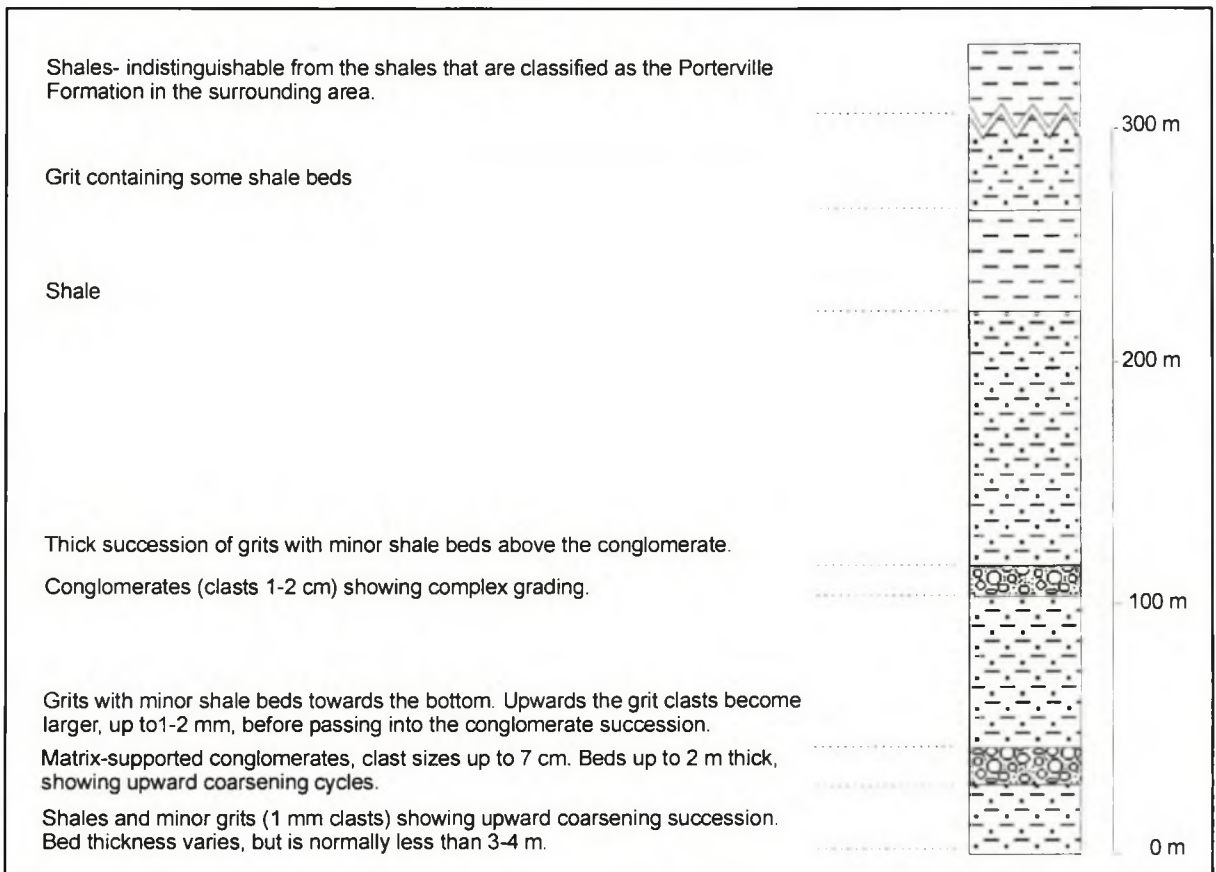 Shales- indistinguishable from the shales that are classified as the Porterville
Formation in the surrounding area.
300 m
Grit containing some shale beds
Shale
200 m
Thick succession of grits with minor shale beds above the conglomerate.
Conglomerates (clasts 1-2 cm) showing complex grading.
100 m
Grits with minor shale beds towards the bottom. Upwards the grit clasts become
larger, up to1-2 mm, before passing into the conglomerate succession.
Matrix-supported conglomerates, clast sizes up to 7 cm. Beds up to 2 m thick,
showing upward coarsening cycles.
Shales and minor grits (1 mm clasts) showing upward coarsening succession.
Bed thickness varies, but is normally less than 3-4 m.
0 m